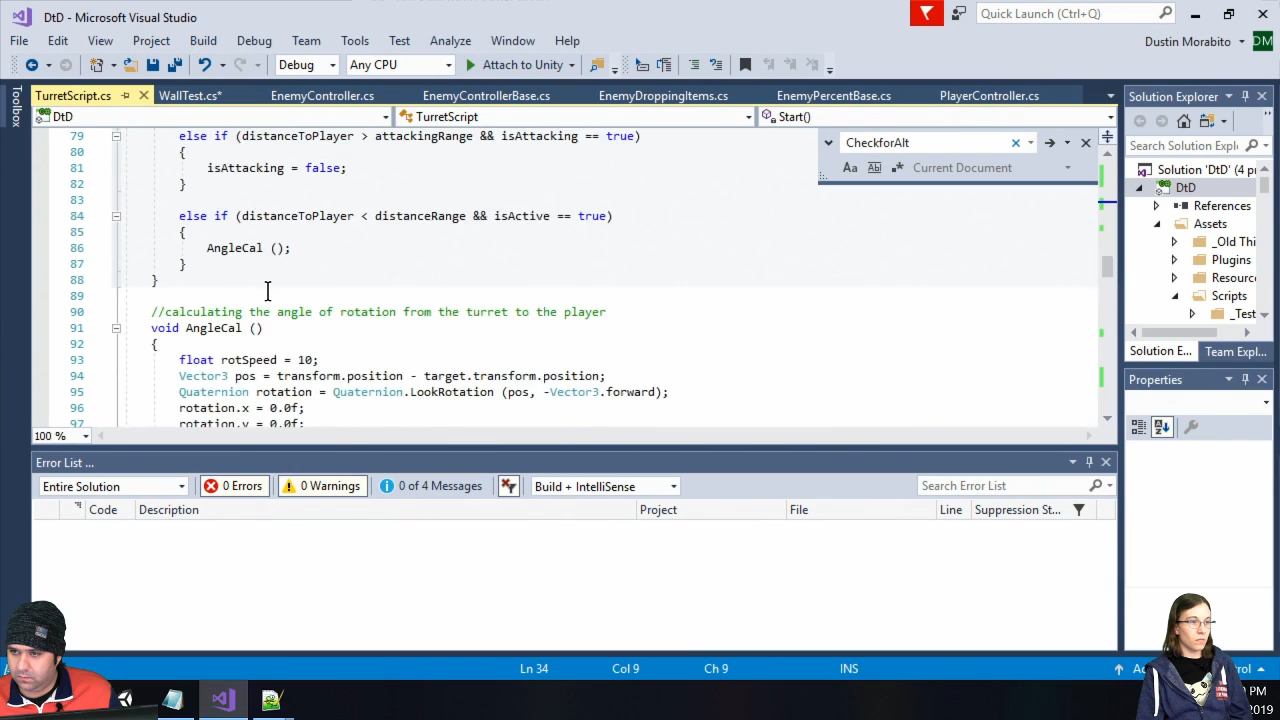 DtD - Microsoft Visual Studio
Quick Launch (Ctrl+Q)
File Edit View Project Build Debug Team Tools Test Analyze Window Help
Dustin Morabito DM
Debug Any CPU Attach to Unity
Toolbox
TurretScript.cs WallTest.cs* EnemyController.cs EnemyControllerBase.cs EnemyDroppingItems.cs EnemyPercentBase.cs PlayerController.cs
DtD TurretScript Start()
CheckforAlt
Aa Ab Current Document
79 else if (distanceToPlayer > attackingRange && isAttacking == true)
80 {
81 isAttacking = false;
82 }
83
84 else if (distanceToPlayer < distanceRange && isActive == true)
85 {
86 AngleCal ();
87 }
88 }
89
90 //calculating the angle of rotation from the turret to the player
91 void AngleCal ()
92 {
93 float rotSpeed = 10;
94 Vector3 pos = transform.position - target.transform.position;
95 Quaternion rotation = Quaternion.LookRotation (pos, -Vector3.forward);
96 rotation.x = 0.0f;
97 rotation.y = 0.0f;
100 %
Solution Explorer
Search Solution Expl
Solution 'DtD' (4 pr
DtD
References
Assets
_Old Thi
Plugins
Resourc
Scripts
_Test
Solution E... Team Expl...
Properties
Error List ...
Entire Solution 0 Errors 0 Warnings 0 of 4 Messages Build + IntelliSense Search Error List
Code Description Project File Line Suppression St...
Ln 34 Col 9 Ch 9 INS
PM
2019